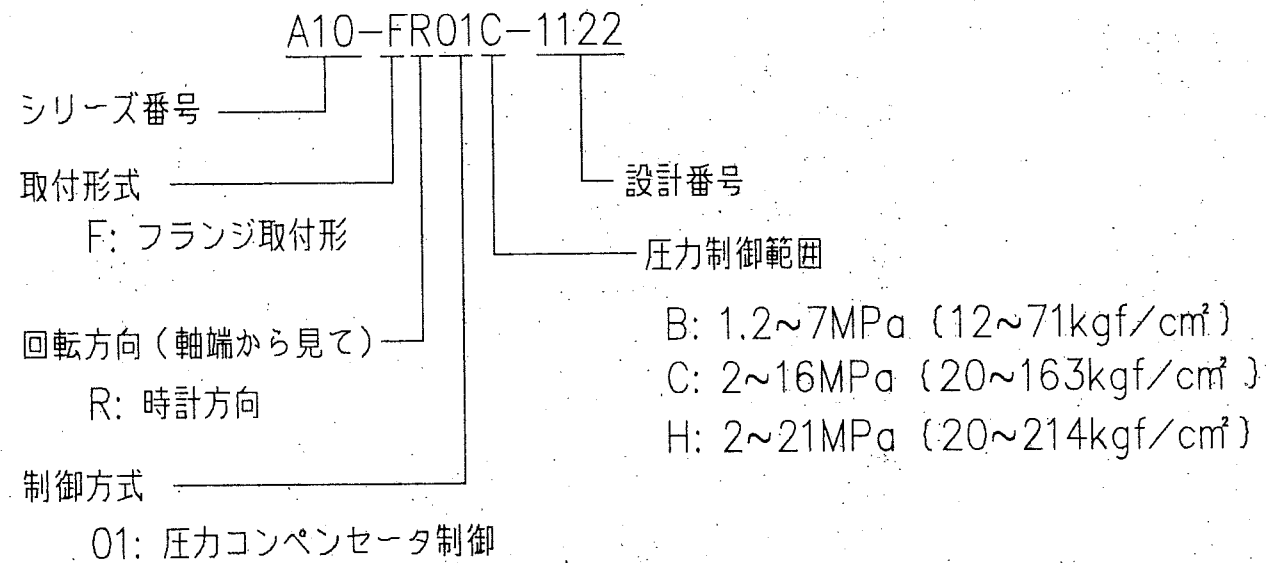 A10-FR01C-1122
シリーズ番号
取付形式
F: フランジ取付形
回転方向(軸端から見て)
R: 時計方向
制御方式
01: 圧力コンペンセータ制御
設計番号
圧力制御範囲
B: 1.2~7MPa {12~71kgf/cm²}
C: 2~16MPa {20~163kgf/cm²}
H: 2~21MPa {20~214kgf/cm²}